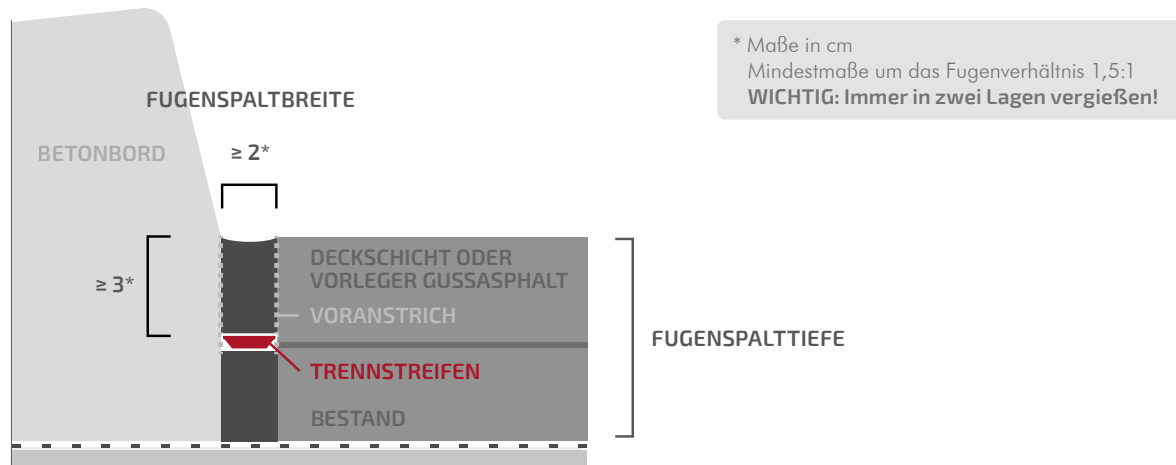 * Maße in cm
Mindestmaße um das Fugenverhältnis 1,5:1
WICHTIG: Immer in zwei Lagen vergießen!
FUGENSPALTBREITE
BETONBORD
≥ 2*
DECKSCHICHT ODER
VORLEGER GUSSASPHALT
≥ 3*
VORANSTRICH
FUGENSPALTTIEFE
TRENNSTREIFEN
BESTAND